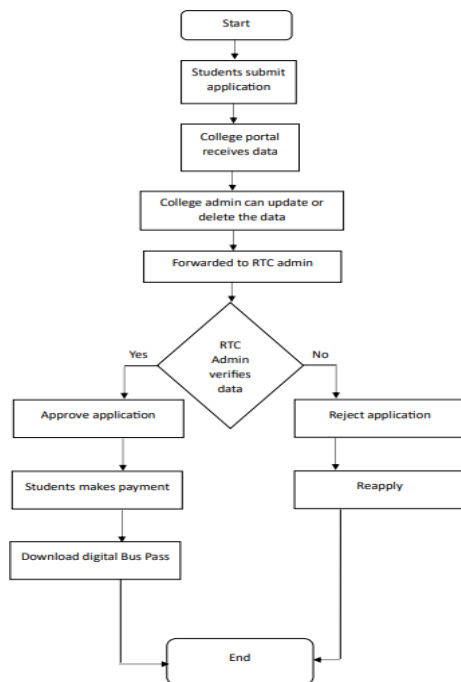 Start
Students submit
application
College portal
receives data
College admin can update or
delete the data
Forwarded to RTC admin
RTC
Admin
verifies
data
Yes
No
Approve application
Reject application
Students makes payment
Reapply
Download digital Bus Pass
End